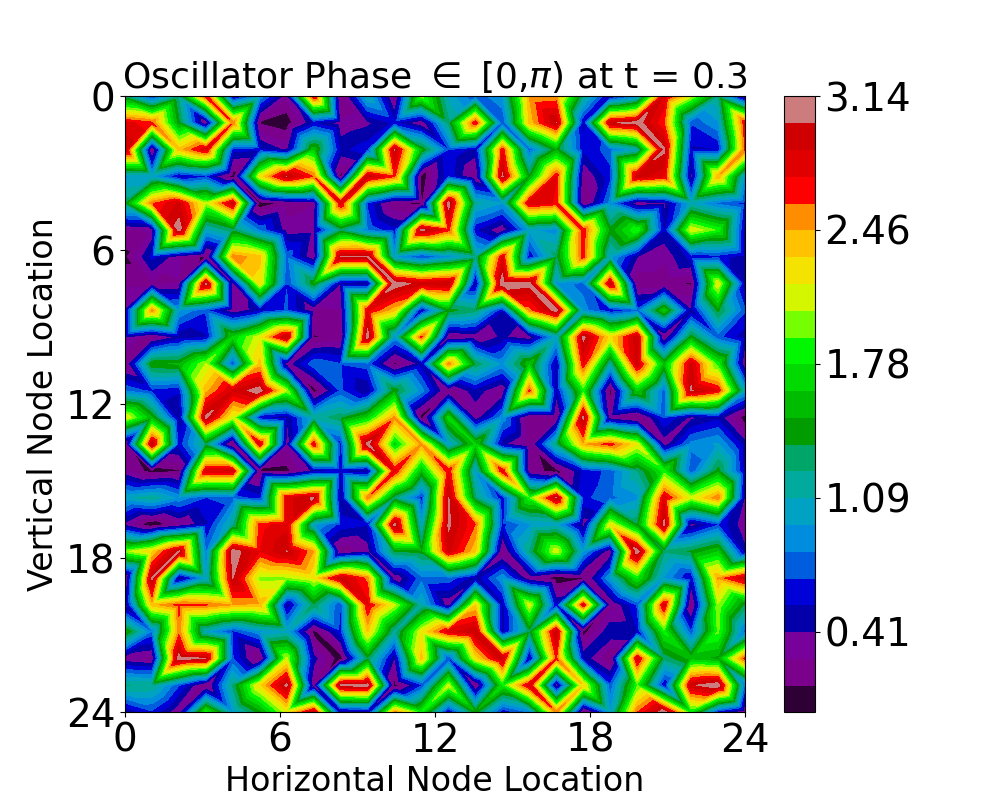 Oscillator Phase ∈ [0,π) at t = 0.3
0
6
12
18
24
Vertical Node Location
0 6 12 18 24
Horizontal Node Location
3.14
2.46
1.78
1.09
0.41